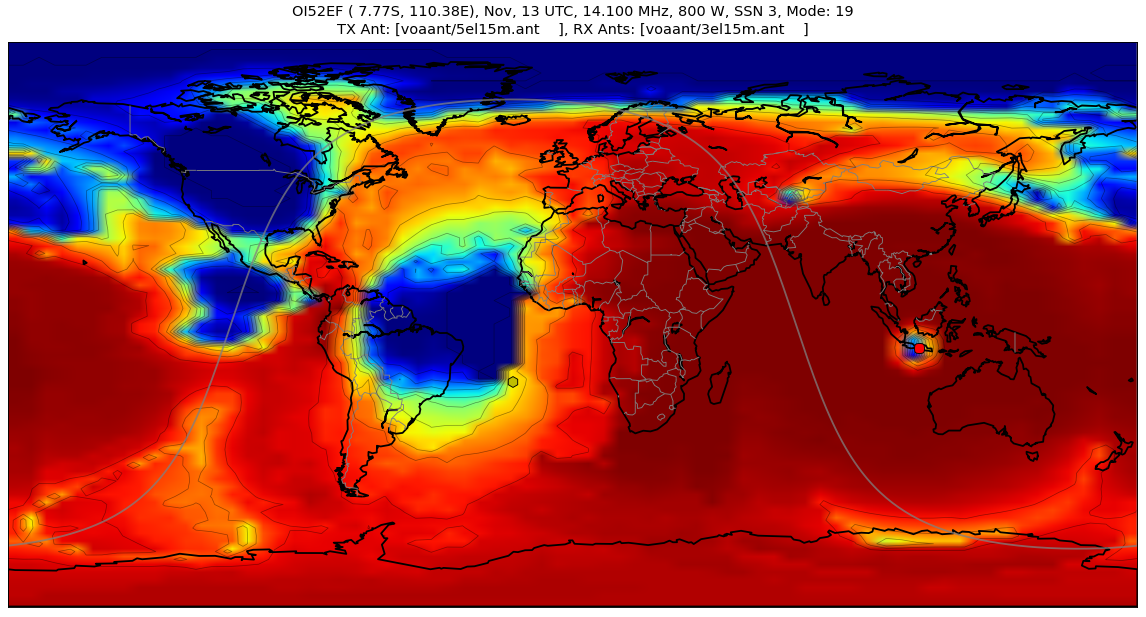 OI52EF ( 7.77S, 110.38E), Nov, 13 UTC, 14.100 MHz, 800 W, SSN 3, Mode: 19
TX Ant: [voaant/5el15m.ant    ], RX Ants: [voaant/3el15m.ant    ]